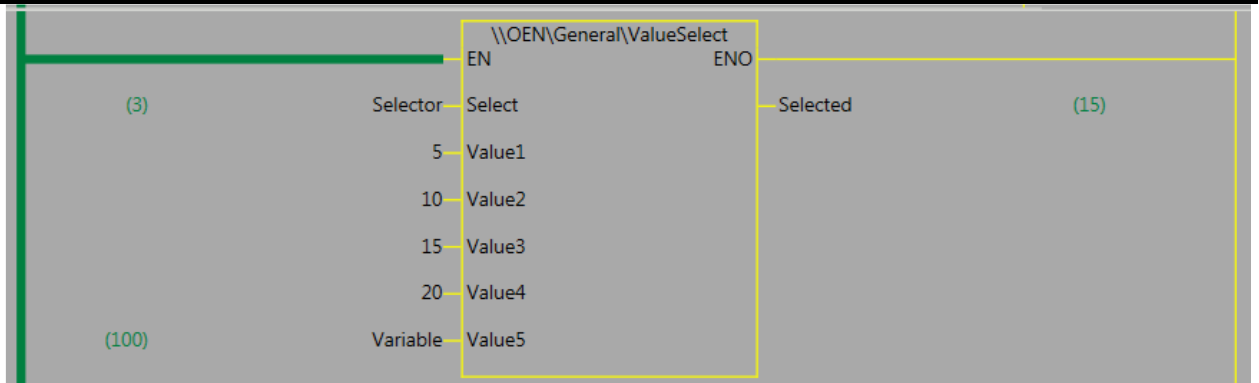 \\OEN\General\ValueSelect
EN ENO
(3) Selector Select Selected (15)
5 Value1
10 Value2
15 Value3
20 Value4
(100) Variable Value5